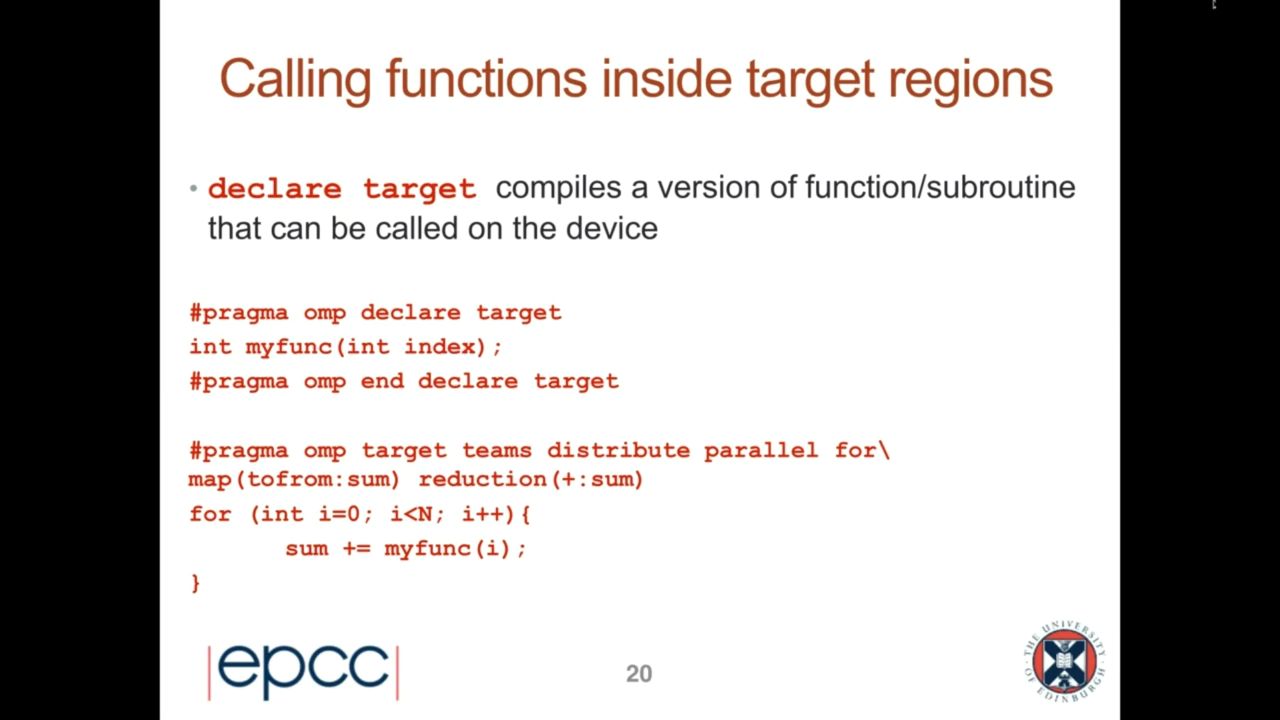 Calling functions inside target regions
• declare target compiles a version of function/subroutine
that can be called on the device
#pragma omp declare target
int myfunc(int index);
#pragma omp end declare target
#pragma omp target teams distribute parallel for\
map(tofrom:sum) reduction(+:sum)
for (int i=0; i<N; i++){
sum += myfunc(i);
}
|epcc|
20
THE UNIVERSITY
OF EDINBURGH